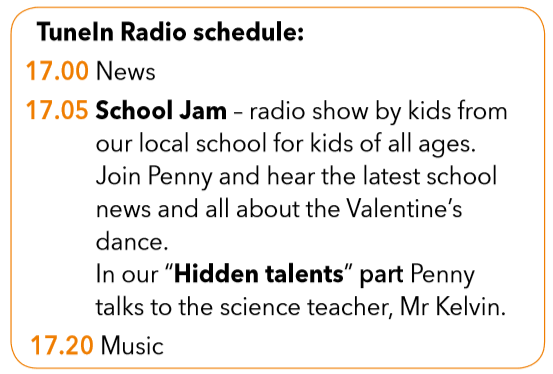 TuneIn Radio schedule:
17.00 News
17.05 School Jam – radio show by kids from
our local school for kids of all ages.
Join Penny and hear the latest school
news and all about the Valentine’s
dance.
In our “Hidden talents” part Penny
talks to the science teacher, Mr Kelvin.
17.20 Music